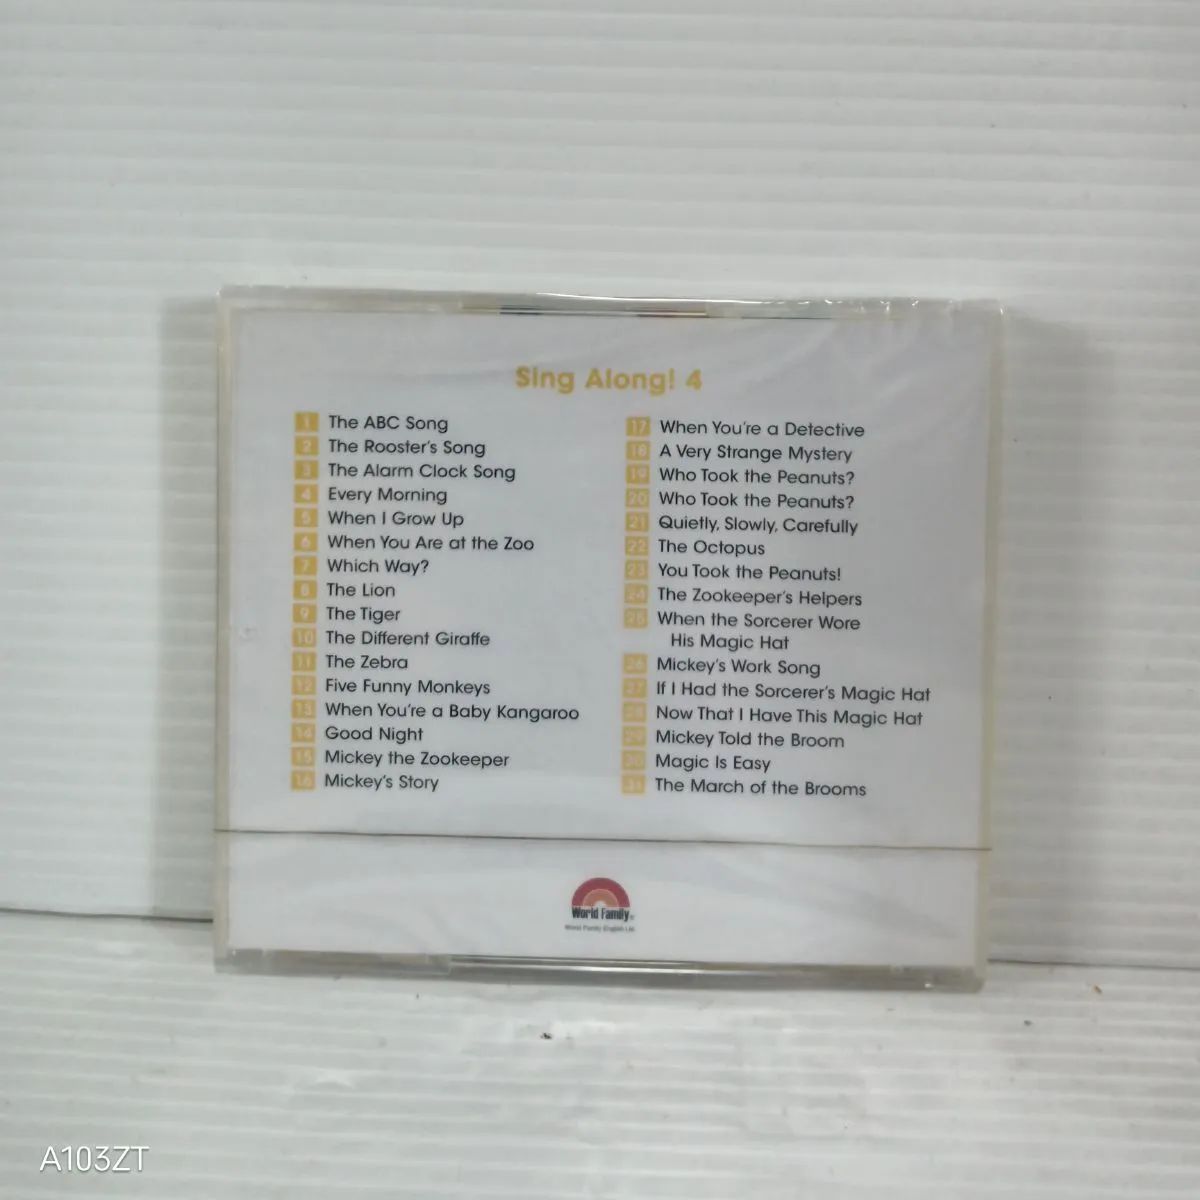 Sing Along! 4
1 The ABC Song
2 The Rooster's Song
3 The Alarm Clock Song
4 Every Morning
5 When I Grow Up
6 When You Are at the Zoo
7 Which Way?
8 The Lion
9 The Tiger
10 The Different Giraffe
11 The Zebra
12 Five Funny Monkeys
13 When You're a Baby Kangaroo
14 Good Night
15 Mickey the Zookeeper
16 Mickey's Story
17 When You're a Detective
18 A Very Strange Mystery
19 Who Took the Peanuts?
20 Who Took the Peanuts?
21 Quietly, Slowly, Carefully
22 The Octopus
23 You Took the Peanuts!
24 The Zookeeper's Helpers
25 When the Sorcerer Wore
His Magic Hat
26 Mickey's Work Song
27 If I Had the Sorcerer's Magic Hat
28 Now That I Have This Magic Hat
29 Mickey Told the Broom
30 Magic Is Easy
31 The March of the Brooms
World Family®
World Family English Ltd.
A103ZT